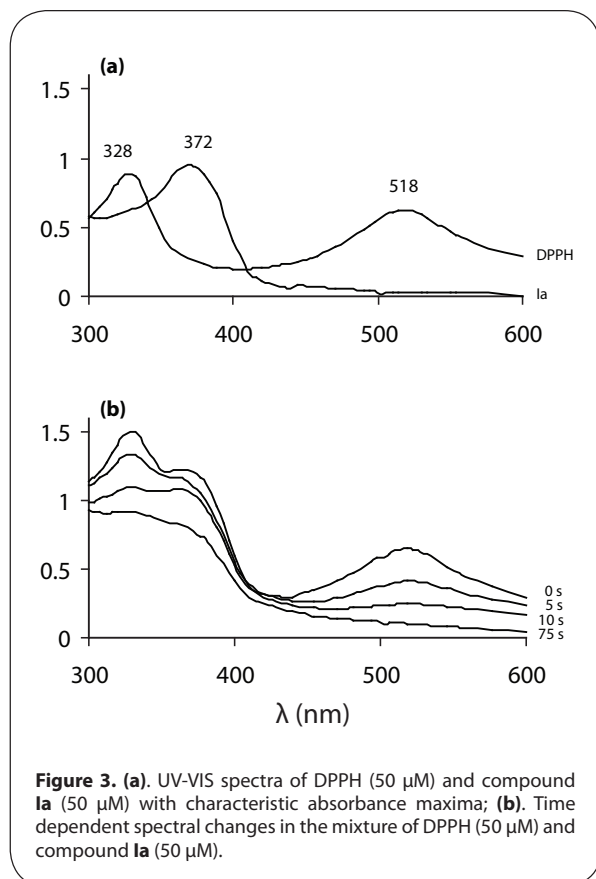 (a)
1.5
1
0.5
0
328
372
518
DPPH
Ia
300
400
500
600
(b)
1.5
1
0.5
0
0 s
5 s
10 s
75 s
300
400
500
600
λ (nm)
Figure 3. (a). UV-VIS spectra of DPPH (50 μM) and compound
Ia (50 μM) with characteristic absorbance maxima; (b). Time
dependent spectral changes in the mixture of DPPH (50 μM) and
compound Ia (50 μM).